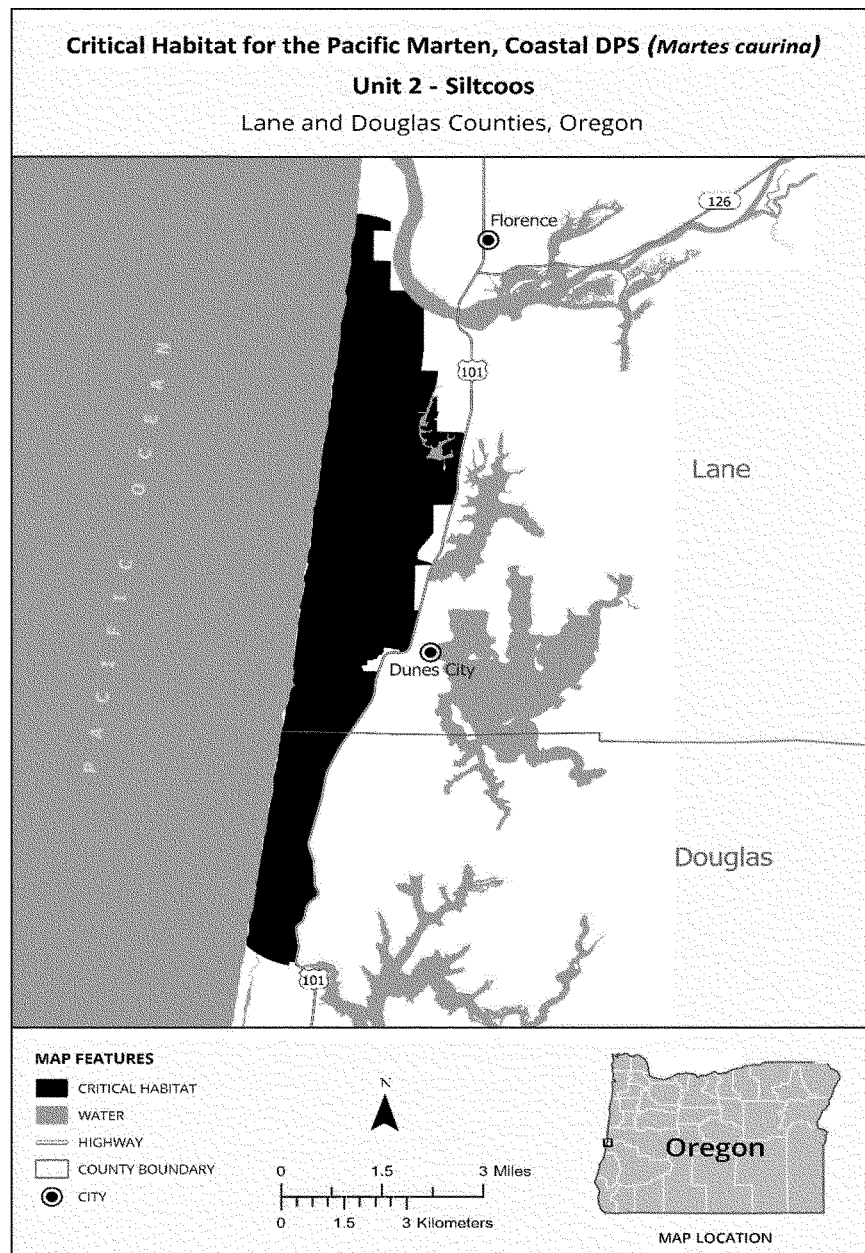 Critical Habitat for the Pacific Marten, Coastal DPS (Martes caurina)
Unit 2 - Siltcoos
Lane and Douglas Counties, Oregon
126
Florence
101
PACIFIC OCEAN
Lane
Dunes City
Douglas
101
MAP FEATURES
CRITICAL HABITAT
WATER
HIGHWAY
COUNTY BOUNDARY
CITY
N
0 1.5 3 Miles
0 1.5 3 Kilometers
Oregon
MAP LOCATION